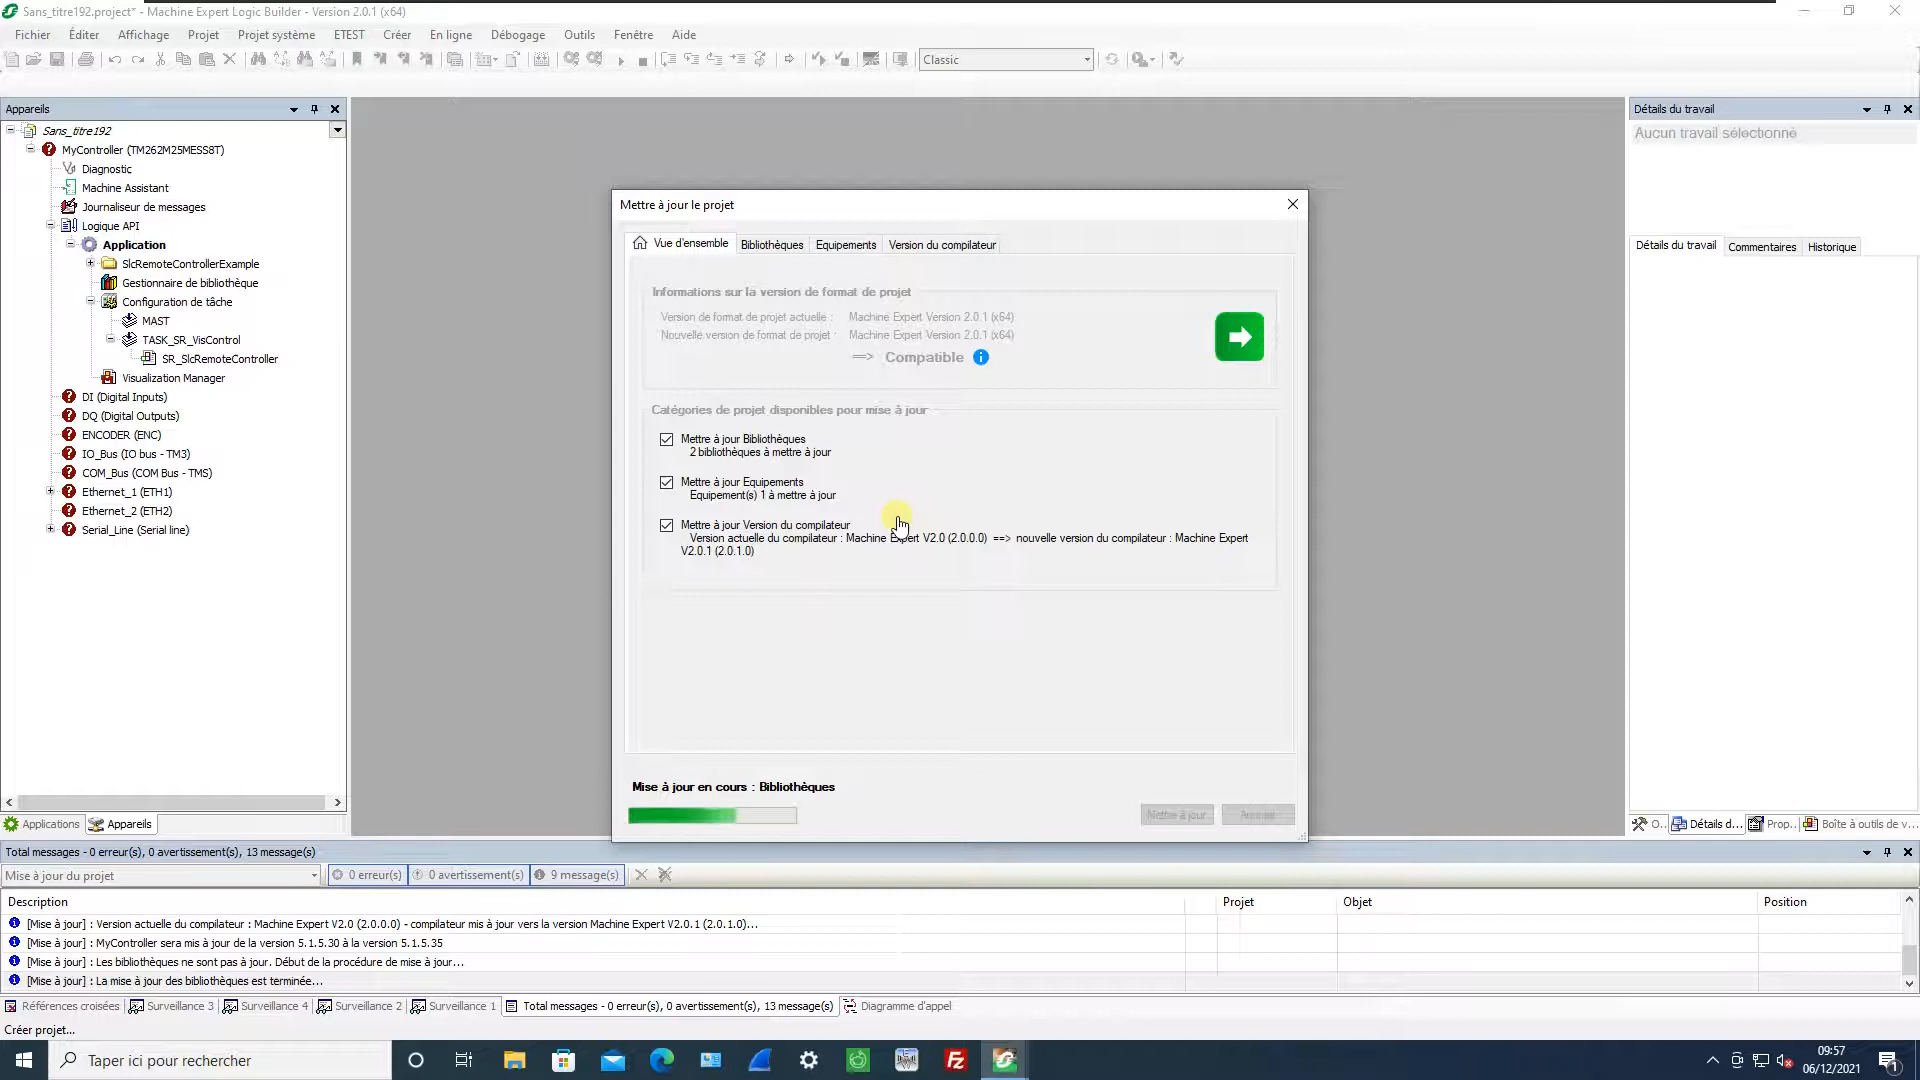 Sans_titre192.project* - Machine Expert Logic Builder - Version 2.0.1 (x64)
Fichier Éditer Affichage Projet Projet système ETEST Créer En ligne Débogage Outils Fenêtre Aide
Classic
Appareils
Sans_titre192
MyController (TM262M25MESS8T)
Diagnostic
Machine Assistant
Journaliseur de messages
Logique API
Application
SlcRemoteControllerExample
Gestionnaire de bibliothèque
Configuration de tâche
MAST
TASK_SR_VisControl
SR_SlcRemoteController
Visualization Manager
DI (Digital Inputs)
DQ (Digital Outputs)
ENCODER (ENC)
IO_Bus (IO bus - TM3)
COM_Bus (COM Bus - TMS)
Ethernet_1 (ETH1)
Ethernet_2 (ETH2)
Serial_Line (Serial line)
Applications Appareils
Mettre à jour le projet
Vue d'ensemble Bibliothèques Equipements Version du compilateur
Informations sur la version de format de projet
Version de format de projet actuelle : Machine Expert Version 2.0.1 (x64)
Nouvelle version de format de projet : Machine Expert Version 2.0.1 (x64)
==> Compatible
Catégories de projet disponibles pour mise à jour
Mettre à jour Bibliothèques
2 bibliothèques à mettre à jour
Mettre à jour Equipements
Equipement(s) 1 à mettre à jour
Mettre à jour Version du compilateur
Version actuelle du compilateur : Machine Expert V2.0 (2.0.0.0) ==> nouvelle version du compilateur : Machine Expert
V2.0.1 (2.0.1.0)
Mise à jour en cours : Bibliothèques
Mettre à jour Annuler
Détails du travail
Aucun travail sélectionné
Détails du travail Commentaires Historique
O... Détails d... Prop... Boîte à outils de v...
Total messages - 0 erreur(s), 0 avertissement(s), 13 message(s)
Mise à jour du projet 0 erreur(s) 0 avertissement(s) 9 message(s)
Description Projet Objet Position
[Mise à jour] : Version actuelle du compilateur : Machine Expert V2.0 (2.0.0.0) - compilateur mis à jour vers la version Machine Expert V2.0.1 (2.0.1.0)...
[Mise à jour] : MyController sera mis à jour de la version 5.1.5.30 à la version 5.1.5.35
[Mise à jour] : Les bibliothèques ne sont pas à jour. Début de la procédure de mise à jour...
[Mise à jour] : La mise à jour des bibliothèques est terminée...
Références croisées Surveillance 3 Surveillance 4 Surveillance 2 Surveillance 1 Total messages - 0 erreur(s), 0 avertissement(s), 13 message(s) Diagramme d'appel
Créer projet...
Taper ici pour rechercher
09:57
06/12/2021
1